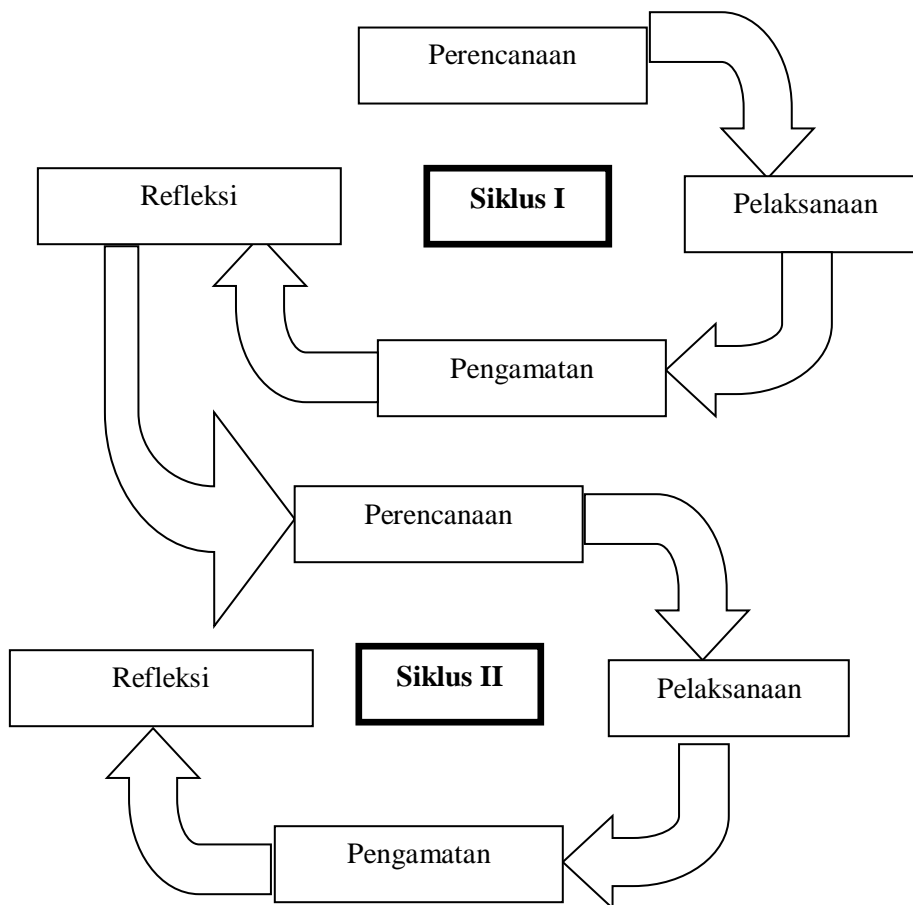 Perencanaan
Refleksi
Siklus I
Pelaksanaan
Pengamatan
Perencanaan
Refleksi
Siklus II
Pelaksanaan
Pengamatan